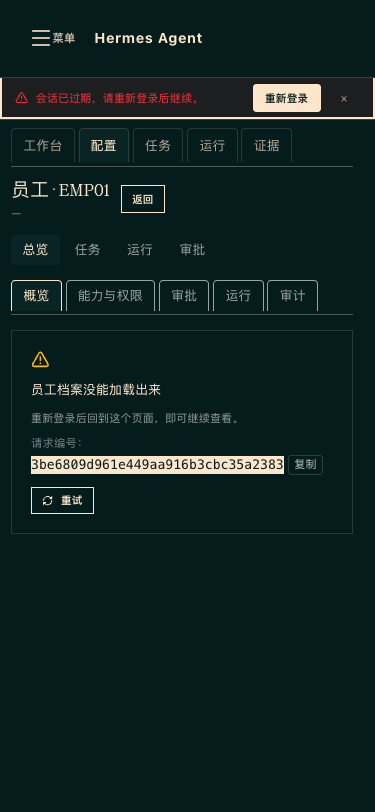 菜单 Hermes Agent
会话已过期，请重新登录后继续。 重新登录 ×
工作台 配置 任务 运行 证据
员工 · EMP01 返回
—
总览 任务 运行 审批
概览 能力与权限 审批 运行 审计
员工档案没能加载出来
重新登录后回到这个页面，即可继续查看。
请求编号：
3be6809d961e449aa916b3cbc35a2383 复制
重试